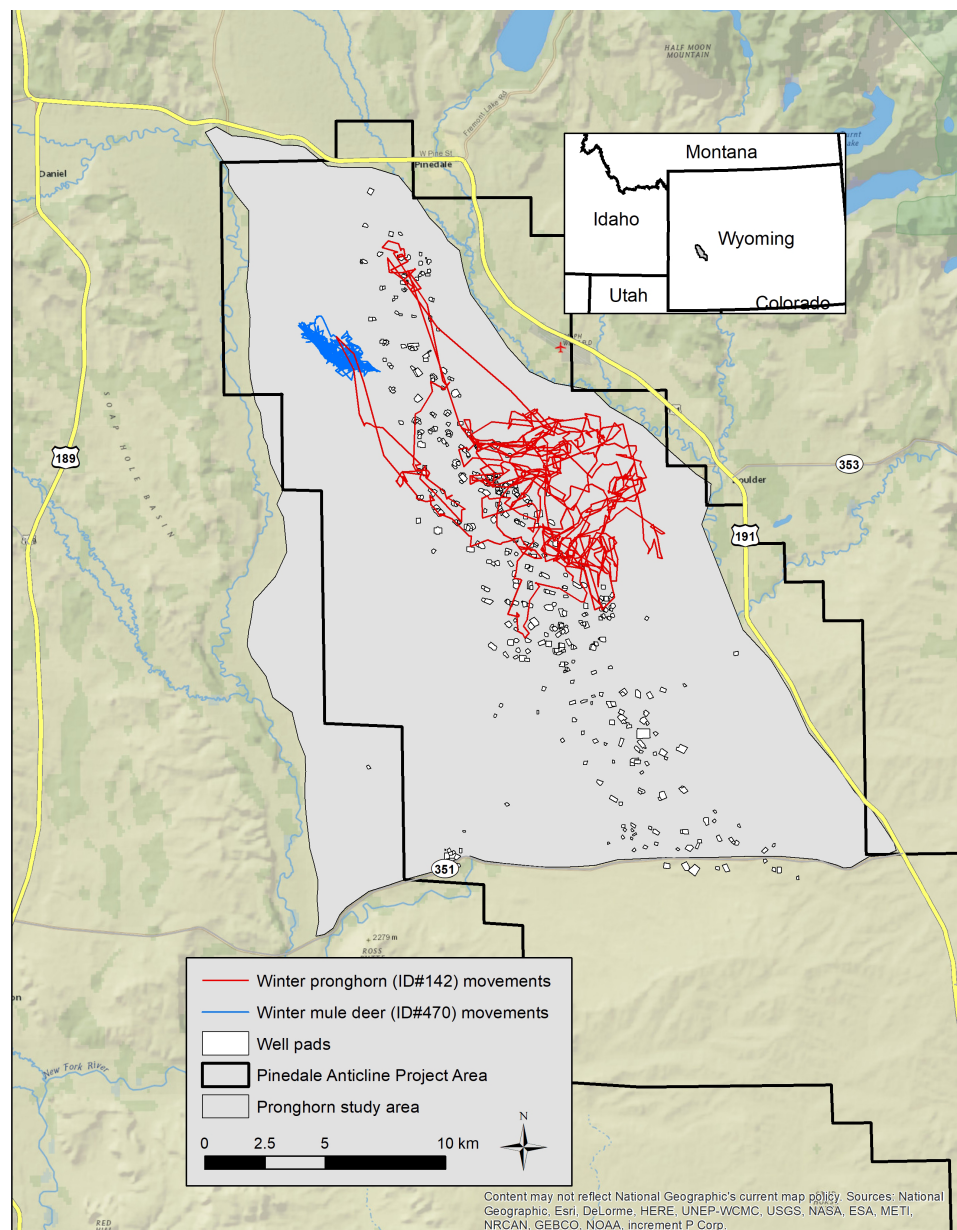 HALF MOON
MOUNTAIN
Fremont Lake Rd
W Pine St
Pinedale
Daniel
Montana
Idaho
Wyoming
Utah
Colorado
SOAP HOLE BASIN
189
353
191
351
2279 m
ROSS
New Fork River
Winter pronghorn (ID#142) movements
Winter mule deer (ID#470) movements
Well pads
Pinedale Anticline Project Area
Pronghorn study area
N
0 2.5 5 10 km
Content may not reflect National Geographic's current map policy. Sources: National
Geographic, Esri, DeLorme, HERE, UNEP-WCMC, USGS, NASA, ESA, METI,
NRCAN, GEBCO, NOAA, increment P Corp.
RED